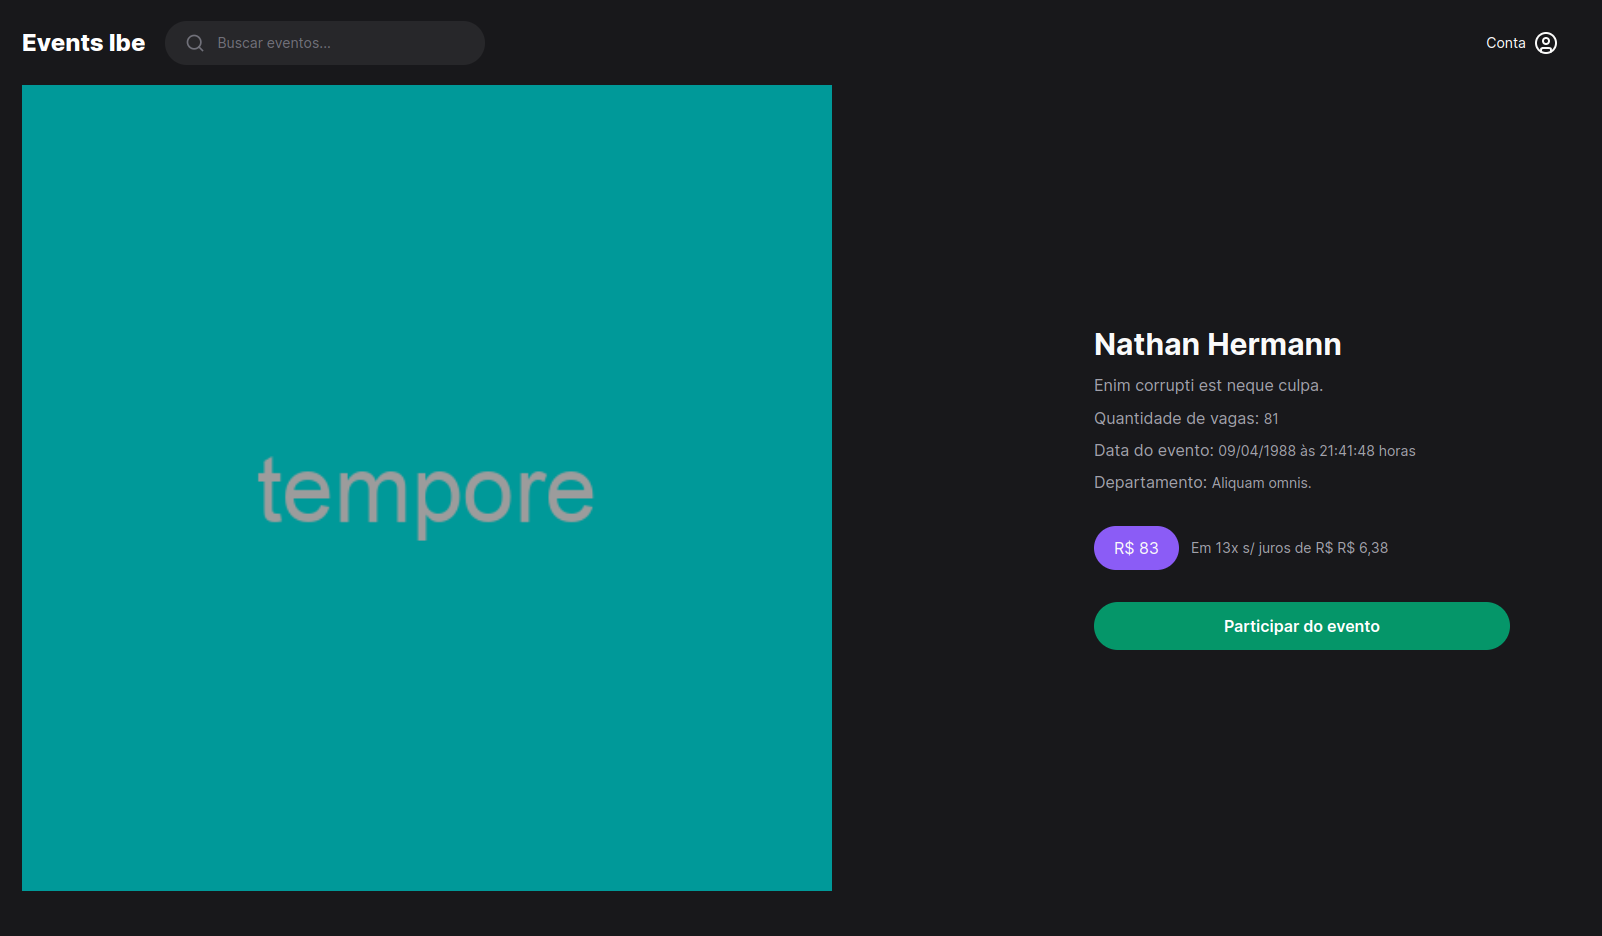 Events Ibe
Buscar eventos...
Conta
tempore
Nathan Hermann
Enim corrupti est neque culpa.
Quantidade de vagas: 81
Data do evento: 09/04/1988 às 21:41:48 horas
Departamento: Aliquam omnis.
R$ 83
Em 13x s/ juros de R$ R$ 6,38
Participar do evento